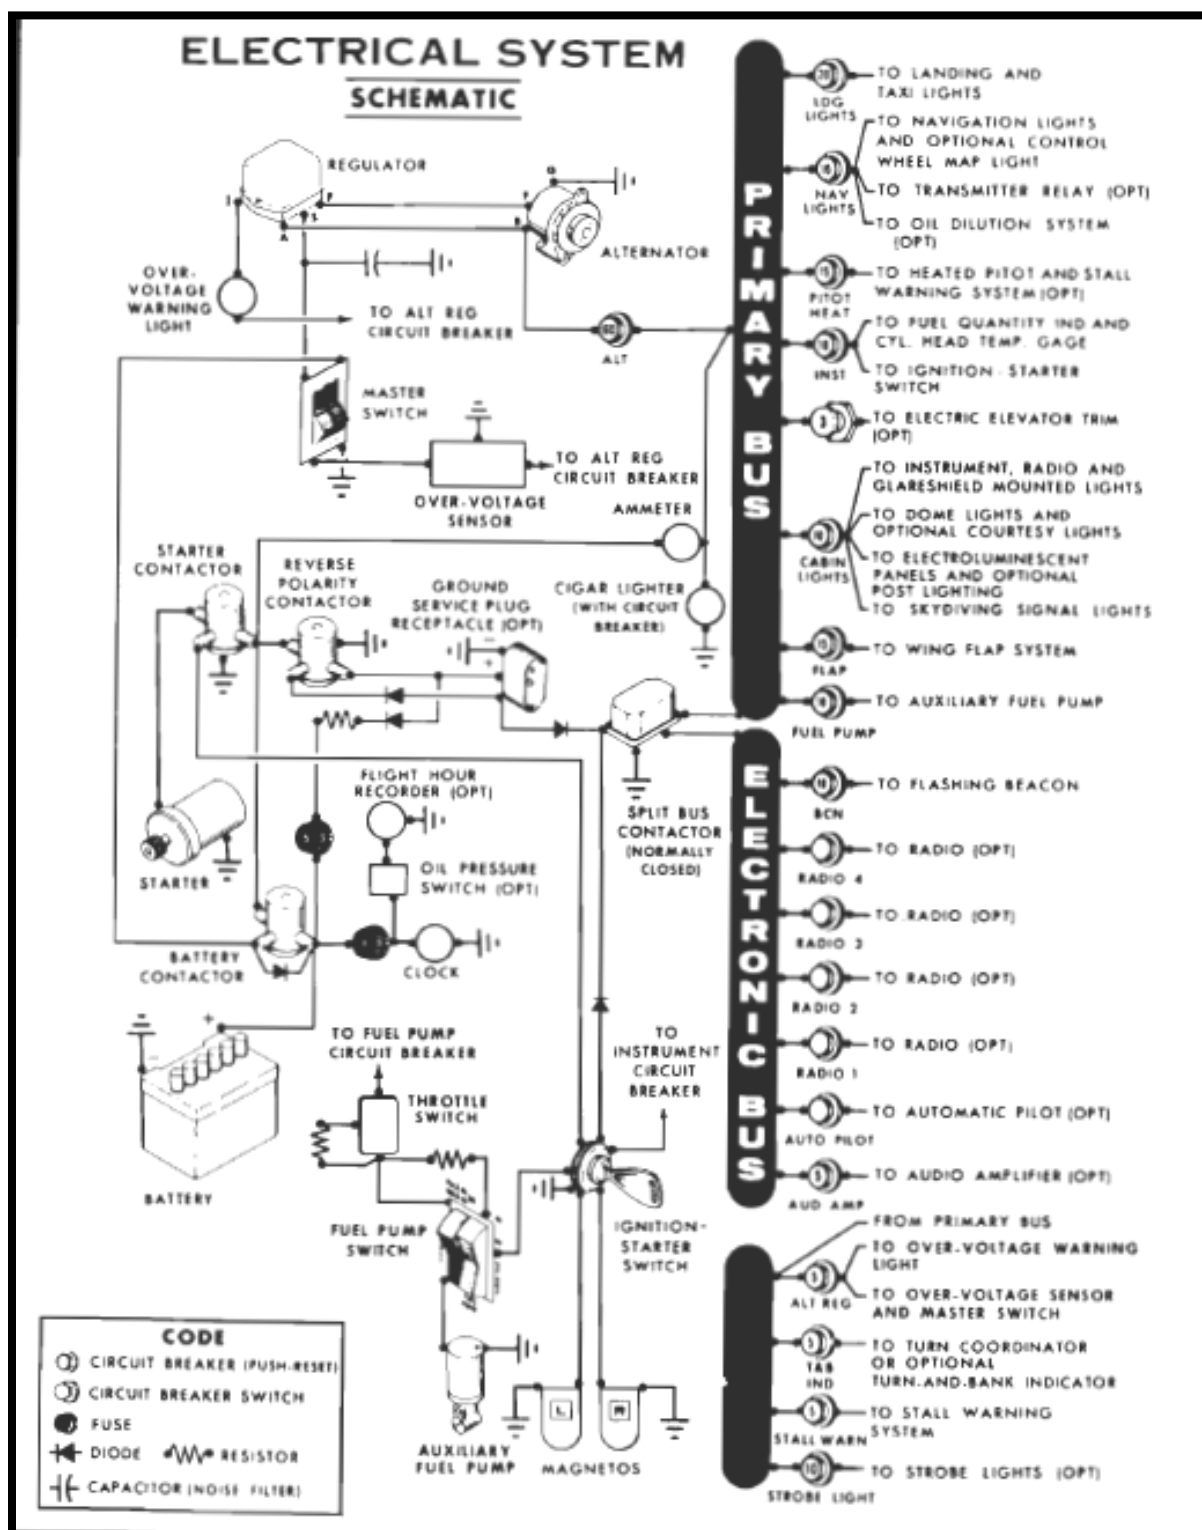 ELECTRICAL SYSTEM
SCHEMATIC
REGULATOR
I
F
S
A
F
B
G
ALTERNATOR
OVER-
VOLTAGE
WARNING
LIGHT
TO ALT REG
CIRCUIT BREAKER
60
ALT
MASTER
SWITCH
OVER-VOLTAGE
SENSOR
TO ALT REG
CIRCUIT BREAKER
AMMETER
STARTER
CONTACTOR
REVERSE
POLARITY
CONTACTOR
GROUND
SERVICE PLUG
RECEPTACLE (OPT)
−
+
CIGAR LIGHTER
(WITH CIRCUIT
BREAKER)
FLIGHT HOUR
RECORDER (OPT)
SPLIT BUS
CONTACTOR
(NORMALLY
CLOSED)
STARTER
OIL PRESSURE
SWITCH (OPT)
BATTERY
CONTACTOR
CLOCK
+
−
BATTERY
TO FUEL PUMP
CIRCUIT BREAKER
THROTTLE
SWITCH
TO
INSTRUMENT
CIRCUIT
BREAKER
FUEL PUMP
SWITCH
IGNITION-
STARTER
SWITCH
AUXILIARY
FUEL PUMP
L
R
MAGNETOS
CODE
CIRCUIT BREAKER (PUSH-RESET)
CIRCUIT BREAKER SWITCH
FUSE
DIODE
RESISTOR
CAPACITOR (NOISE FILTER)
PRIMARY BUS
20
LDG
LIGHTS
TO LANDING AND
TAXI LIGHTS
NAV
LIGHTS
TO NAVIGATION LIGHTS
AND OPTIONAL CONTROL
WHEEL MAP LIGHT
TO TRANSMITTER RELAY (OPT)
TO OIL DILUTION SYSTEM
(OPT)
15
PITOT
HEAT
TO HEATED PITOT AND STALL
WARNING SYSTEM (OPT)
10
INST
TO FUEL QUANTITY IND AND
CYL. HEAD TEMP. GAGE
TO IGNITION-STARTER
SWITCH
TO ELECTRIC ELEVATOR TRIM
(OPT)
10
CABIN
LIGHTS
TO INSTRUMENT, RADIO AND
GLARESHIELD MOUNTED LIGHTS
TO DOME LIGHTS AND
OPTIONAL COURTESY LIGHTS
TO ELECTROLUMINESCENT
PANELS AND OPTIONAL
POST LIGHTING
TO SKYDIVING SIGNAL LIGHTS
15
FLAP
TO WING FLAP SYSTEM
10
FUEL PUMP
TO AUXILIARY FUEL PUMP
ELECTRONIC BUS
10
BCN
TO FLASHING BEACON
RADIO 4
TO RADIO (OPT)
RADIO 3
TO RADIO (OPT)
RADIO 2
TO RADIO (OPT)
RADIO 1
TO RADIO (OPT)
AUTO PILOT
TO AUTOMATIC PILOT (OPT)
5
AUD AMP
TO AUDIO AMPLIFIER (OPT)
FROM PRIMARY BUS
5
ALT REG
TO OVER-VOLTAGE WARNING
LIGHT
TO OVER-VOLTAGE SENSOR
AND MASTER SWITCH
5
TAB
IND
TO TURN COORDINATOR
OR OPTIONAL
TURN-AND-BANK INDICATOR
5
STALL WARN
TO STALL WARNING
SYSTEM
10
STROBE LIGHT
TO STROBE LIGHTS (OPT)